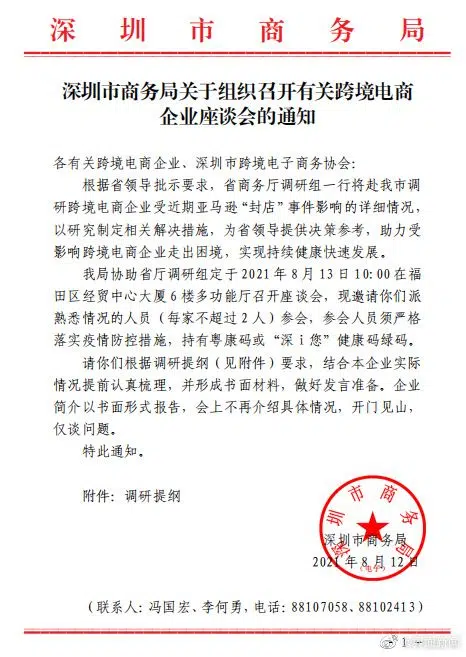 深圳市商务局
深圳市商务局关于组织召开有关跨境电商
企业座谈会的通知
各有关跨境电商企业、深圳市跨境电子商务协会：
根据省领导批示要求，省商务厅调研组一行将赴我市调
研跨境电商企业受近期亚马逊“封店”事件影响的详细情况，
以研究制定相关解决措施，为省领导提供决策参考，助力受
影响跨境电商企业走出困境，实现持续健康快速发展。
我局协助省厅调研组定于 2021 年 8 月 13 日 10:00 在福
田区经贸中心大厦 6 楼多功能厅召开座谈会，现邀请你们派
熟悉情况的人员（每家不超过 2 人）参会，参会人员须严格
落实疫情防控措施，持有粤康码或“深 i 您”健康码绿码。
请你们根据调研提纲（见附件）要求，结合本企业实际
情况提前认真梳理，并形成书面材料，做好发言准备。企业
简介以书面形式报告，会上不再介绍具体情况，开门见山，
仅谈问题。
特此通知。
附件：调研提纲
深圳市商务局
深圳市商务局
2021 年 8 月 12 日
（电子）
（联系人：冯国宏、李何勇，电话：88107058、88102413）
- 1 -